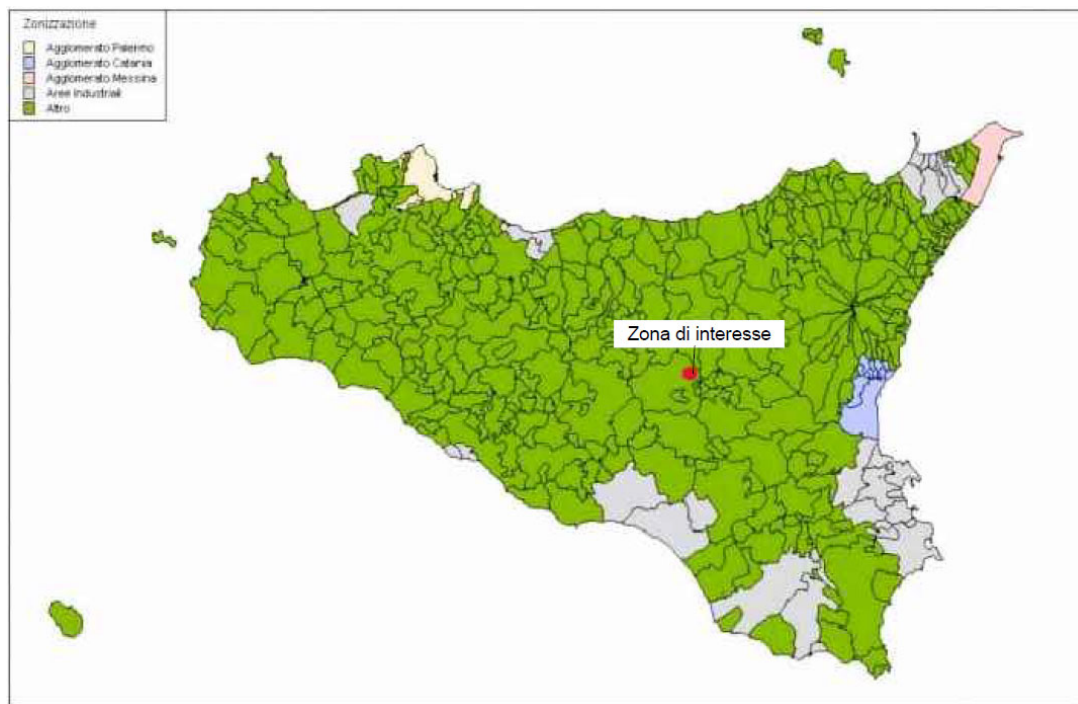 Zonizzazione
Agglomerato Palermo
Agglomerato Catania
Agglomerato Messina
Aree Industriali
Altro
Zona di interesse